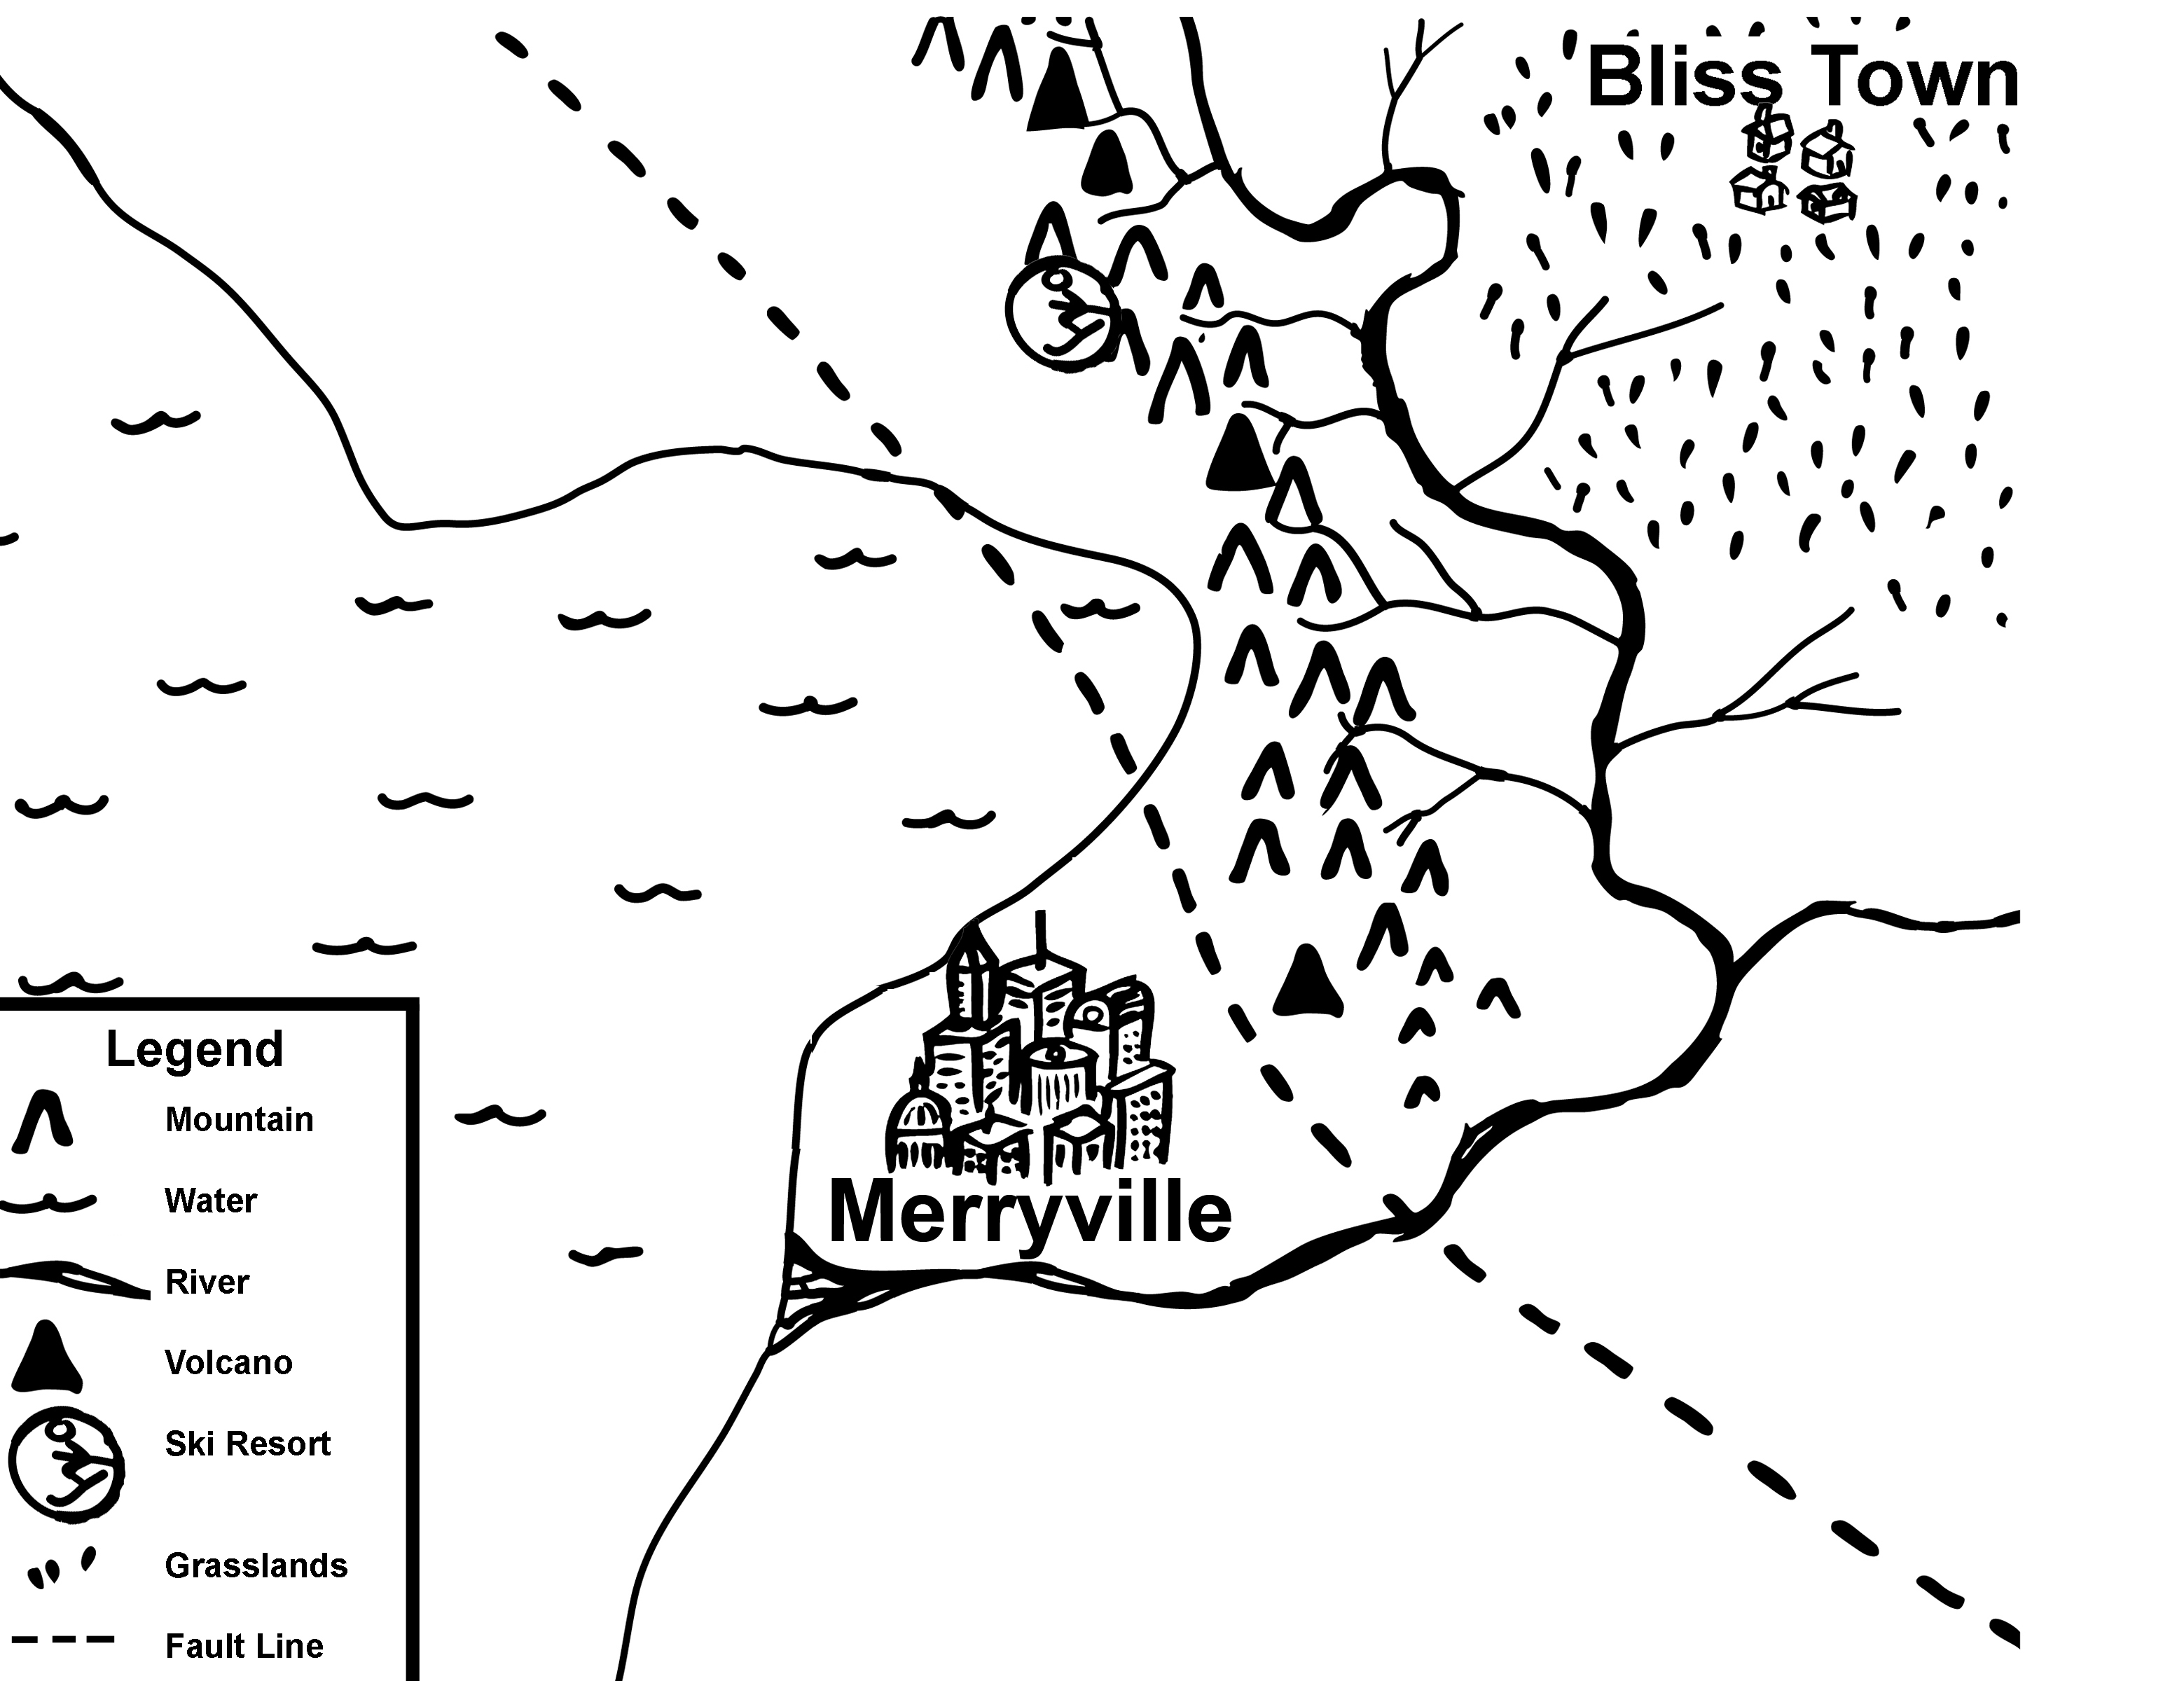 Bliss Town
Merryville
Legend
Mountain
Water
River
Volcano
Ski Resort
Grasslands
Fault Line